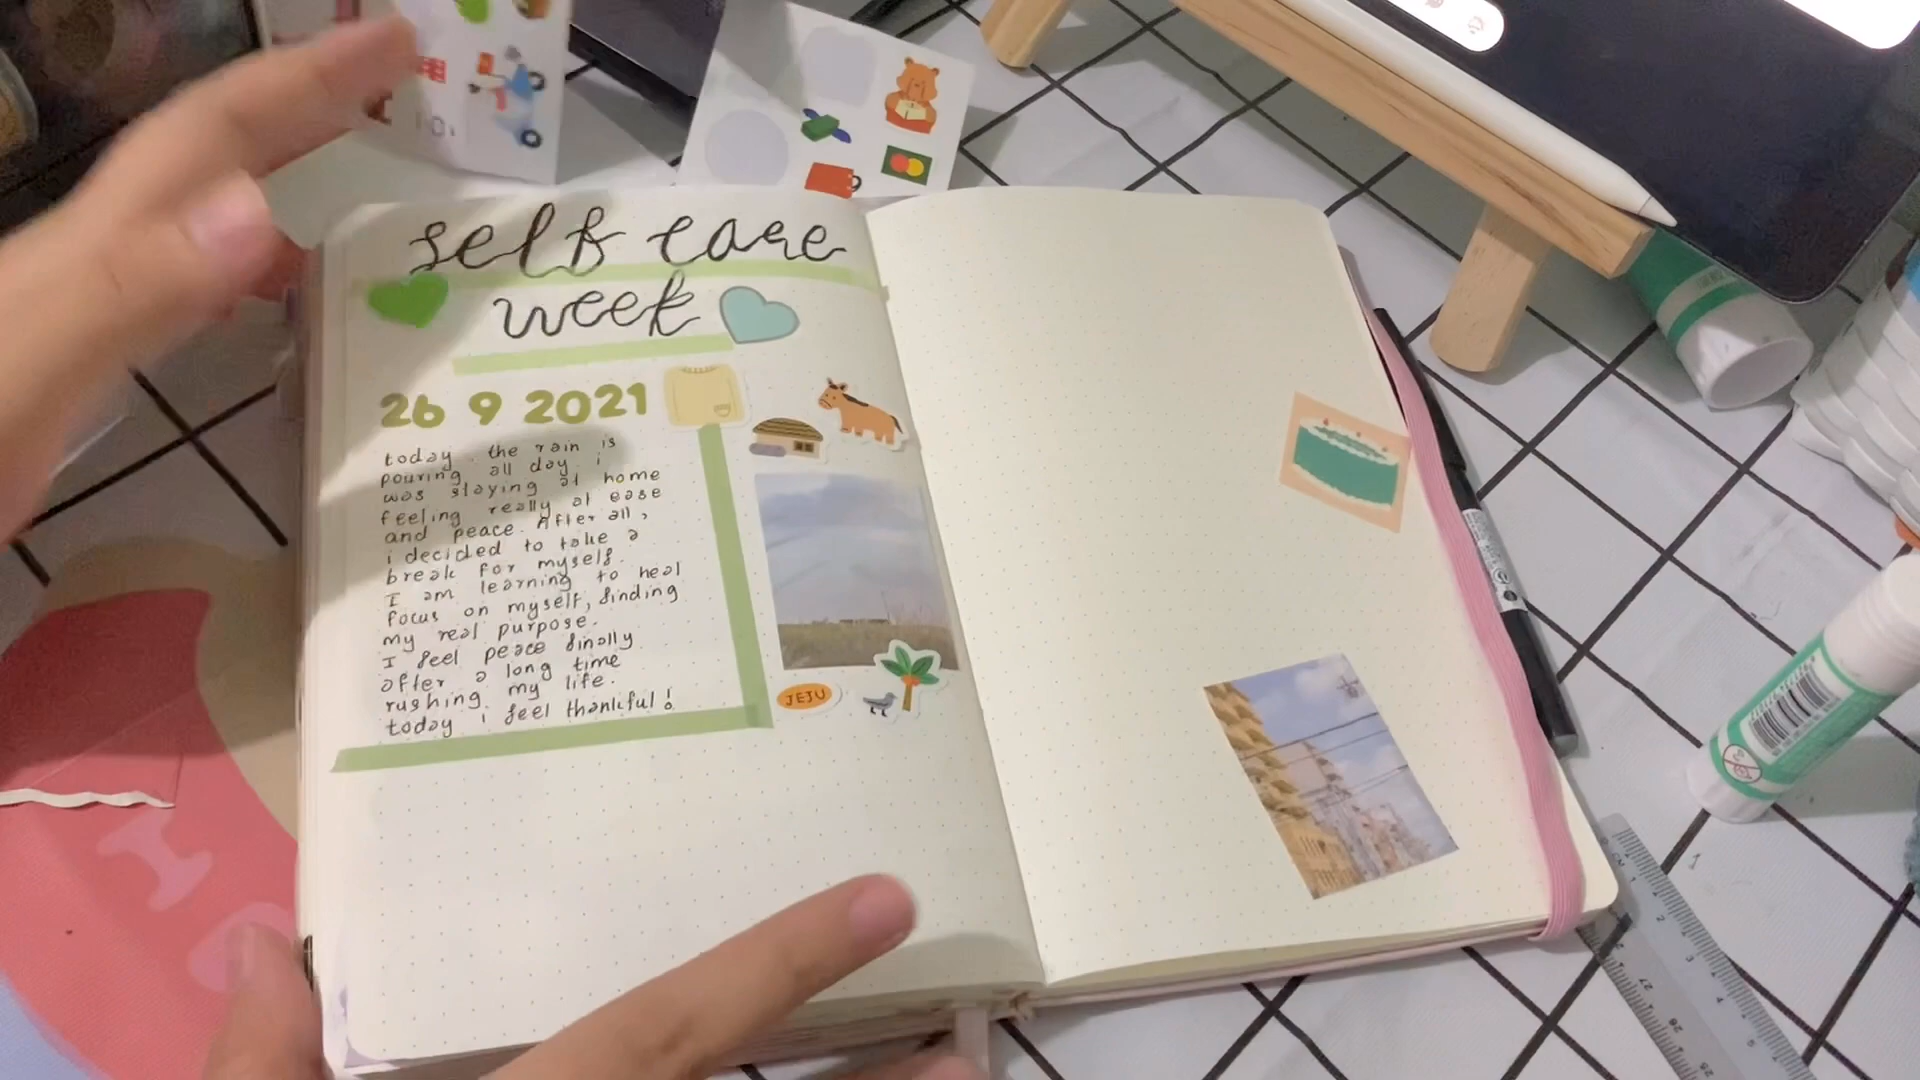 self care
week
26 9 2021
today the rain is
pouring all day i
was staying at home
feeling really at ease
and peace. After all,
i decided to take a
break for myself.
I am learning to heal
focus on myself, finding
my real purpose.
I feel peace finally
after a long time
rushing my life.
today i feel thankful!
JEJU